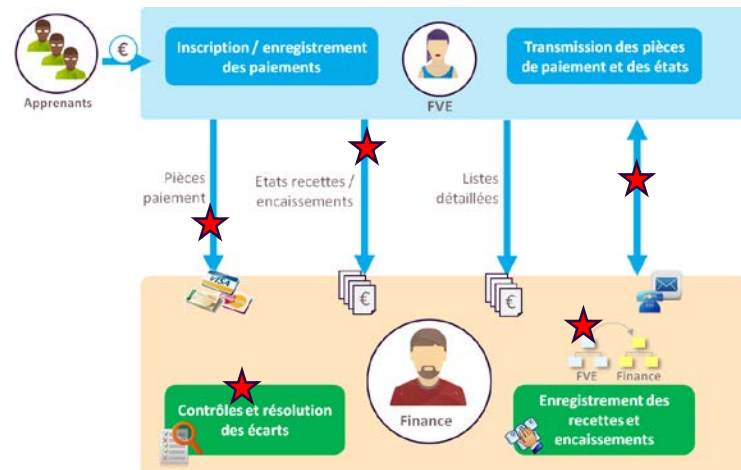 Inscription / enregistrement
des paiements
Transmission des pièces
de paiement et des états
€
Apprenants
FVE
Pièces
paiement
Etats recettes /
encaissements
Listes
détaillées
VISA
€
€
FVE
Finance
Contrôles et résolution
des écarts
Finance
Enregistrement des
recettes et
encaissements